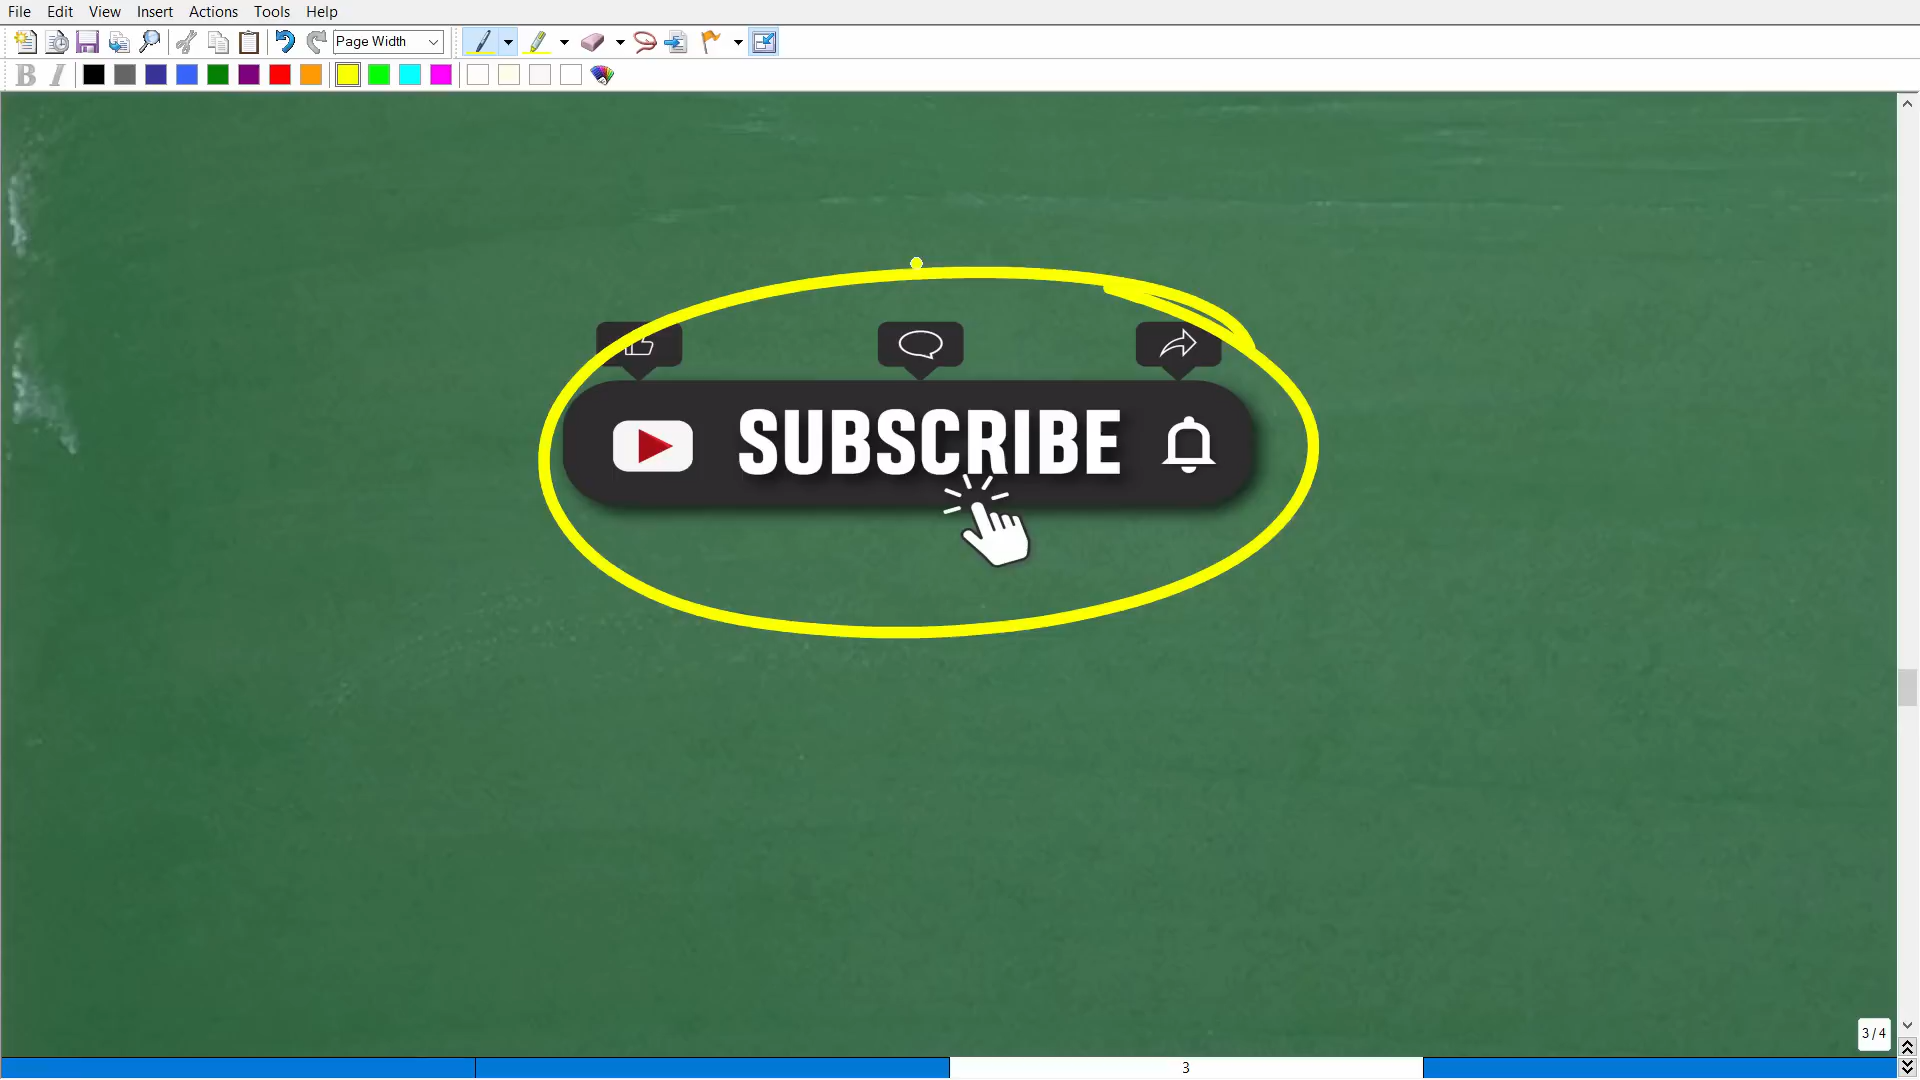 File Edit View Insert Actions Tools Help
Page Width
B I
SUBSCRIBE
3 / 4
3